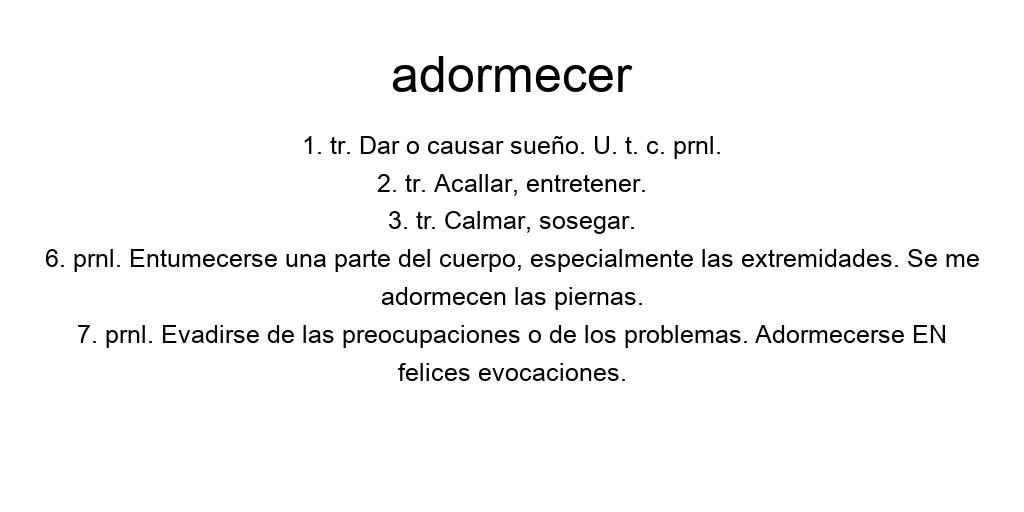 adormecer
1. tr. Dar o causar sueño. U. t. c. prnl.
2. tr. Acallar, entretener.
3. tr. Calmar, sosegar.
6. prnl. Entumecerse una parte del cuerpo, especialmente las extremidades. Se me
adormecen las piernas.
7. prnl. Evadirse de las preocupaciones o de los problemas. Adormecerse EN
felices evocaciones.